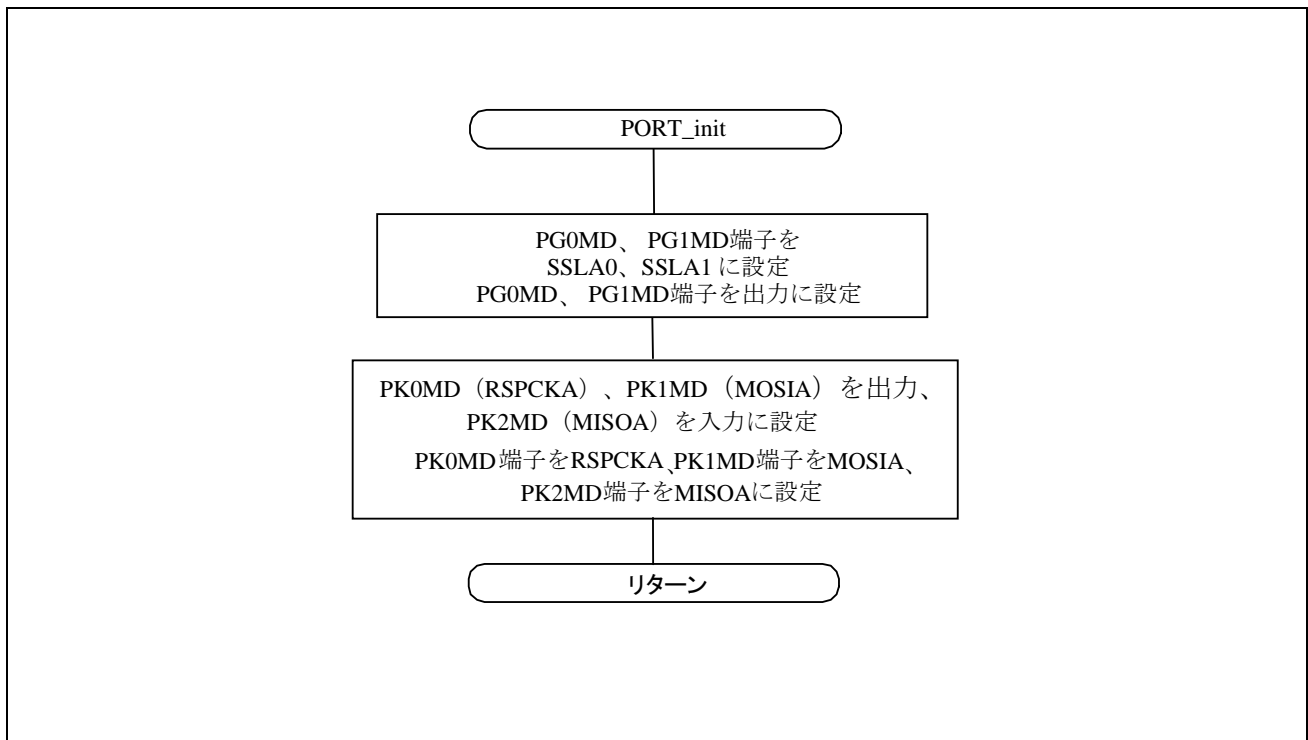 PORT_init
PG0MD、 PG1MD端子を
SSLA0、SSLA1 に設定
PG0MD、 PG1MD端子を出力に設定
PK0MD（RSPCKA）、PK1MD（MOSIA）を出力、
PK2MD（MISOA）を入力に設定
PK0MD端子をRSPCKA、PK1MD端子をMOSIA、
PK2MD端子をMISOAに設定
リターン